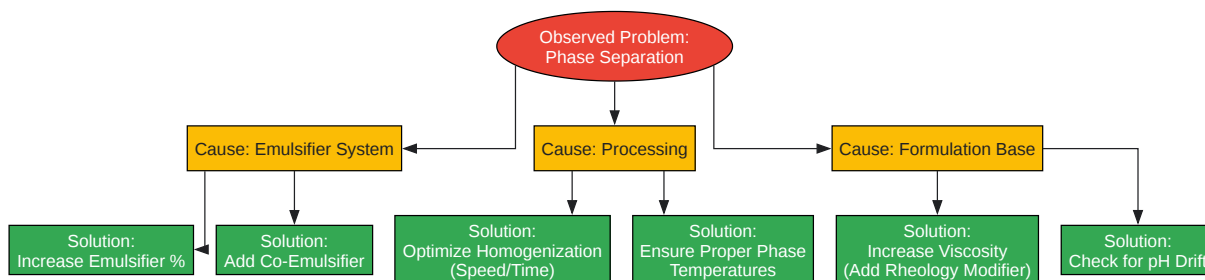 Observed Problem:
Phase Separation
Cause: Emulsifier System
Cause: Processing
Cause: Formulation Base
Solution:
Increase Emulsifier %
Solution:
Add Co-Emulsifier
Solution:
Optimize Homogenization
(Speed/Time)
Solution:
Ensure Proper Phase
Temperatures
Solution:
Increase Viscosity
(Add Rheology Modifier)
Solution:
Check for pH Drift